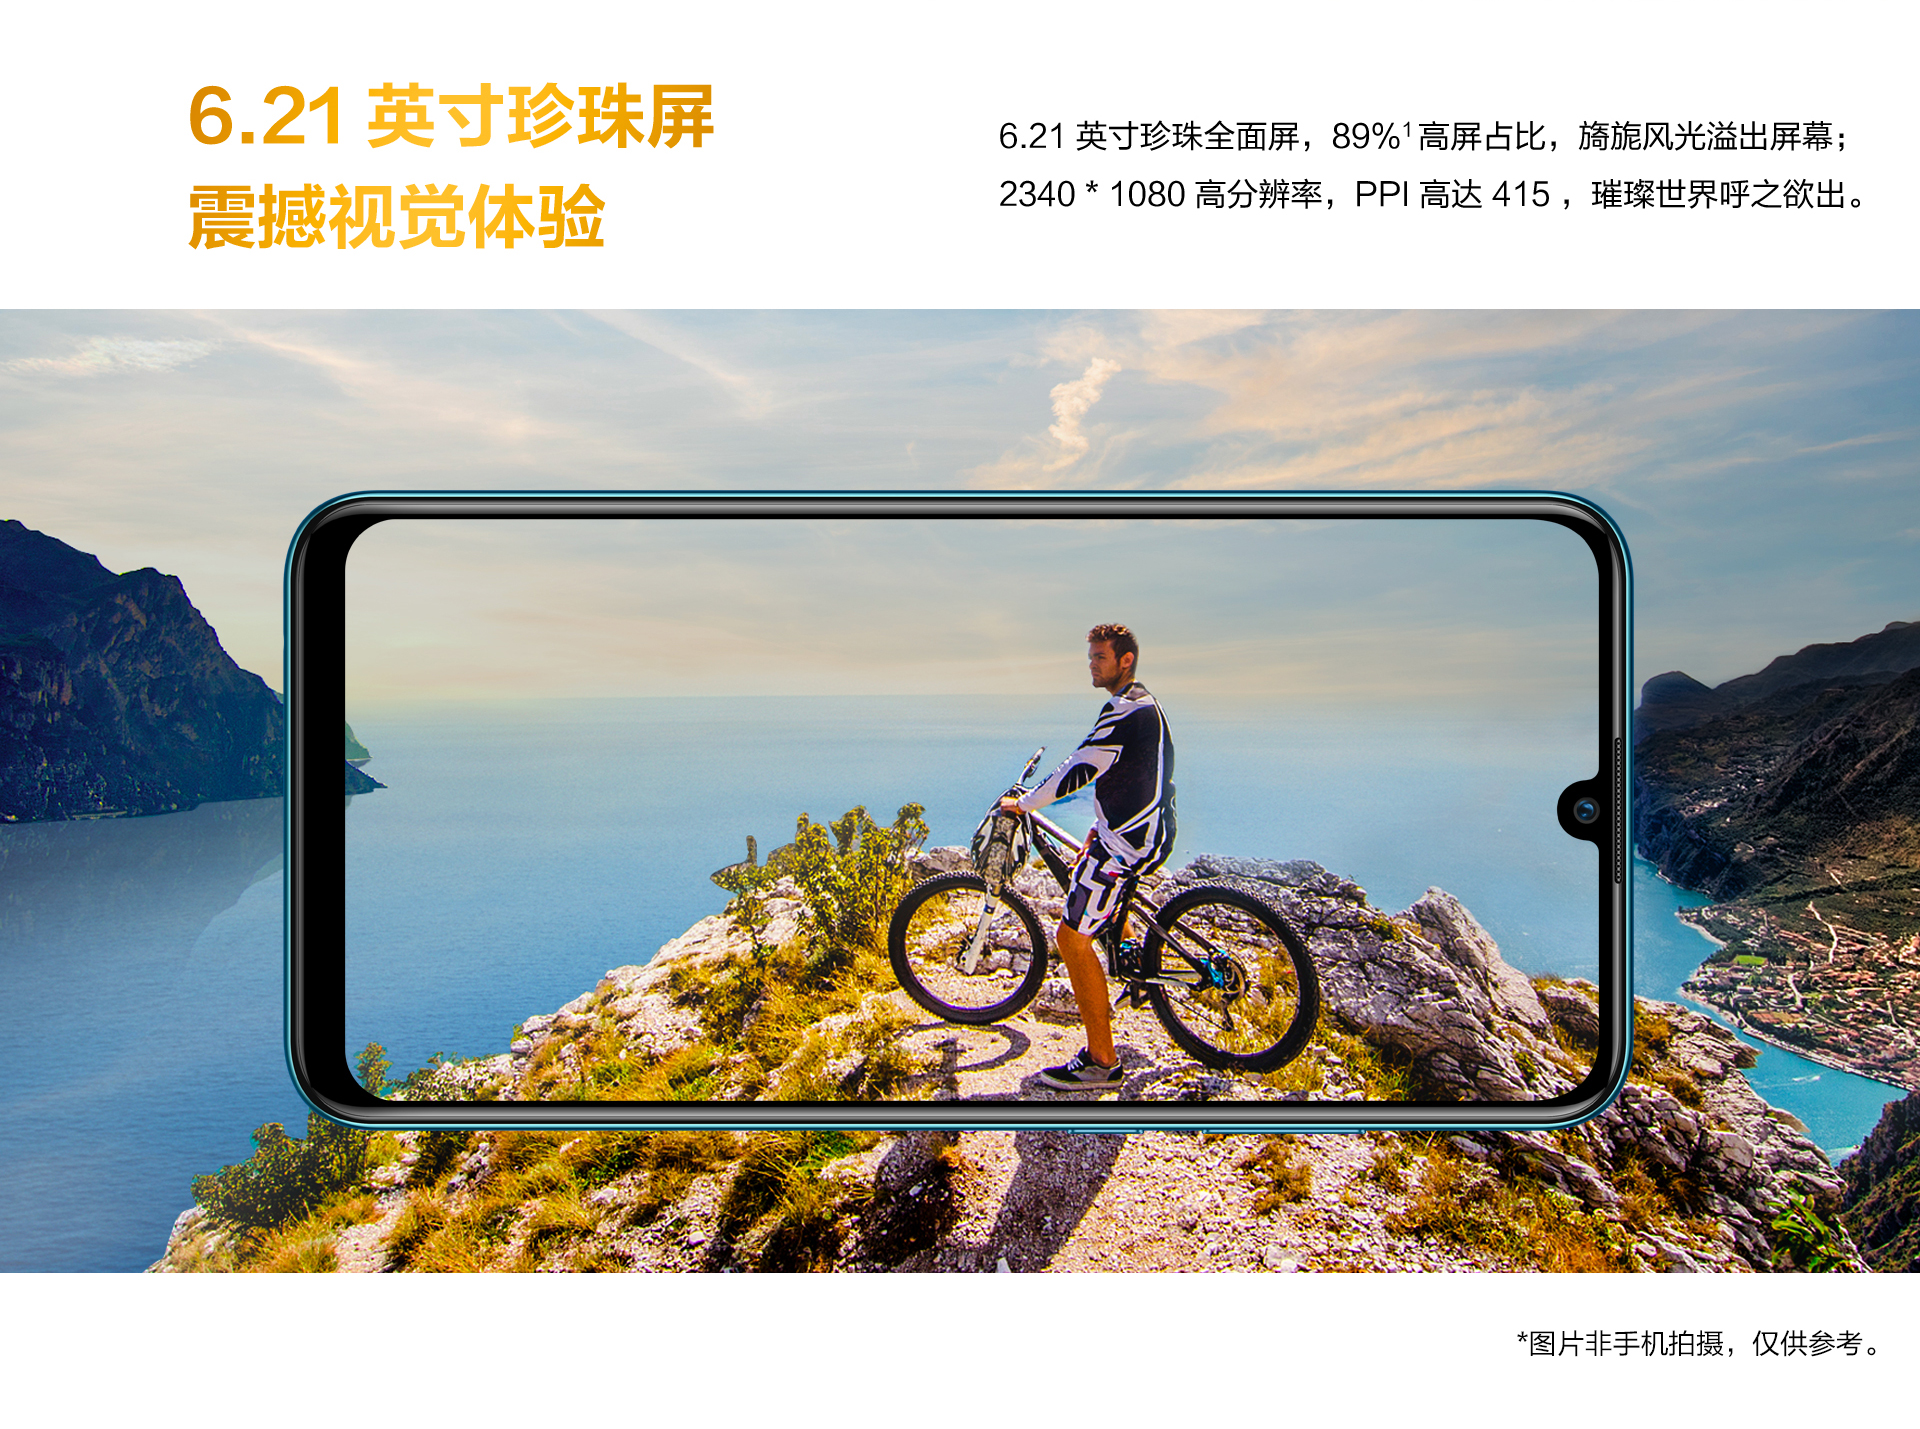 6.21 英寸珍珠屏
震撼视觉体验
6.21 英寸珍珠全面屏，89%¹高屏占比，旖旎风光溢出屏幕；
2340 * 1080 高分辨率，PPI 高达 415 ，璀璨世界呼之欲出。
*图片非手机拍摄，仅供参考。